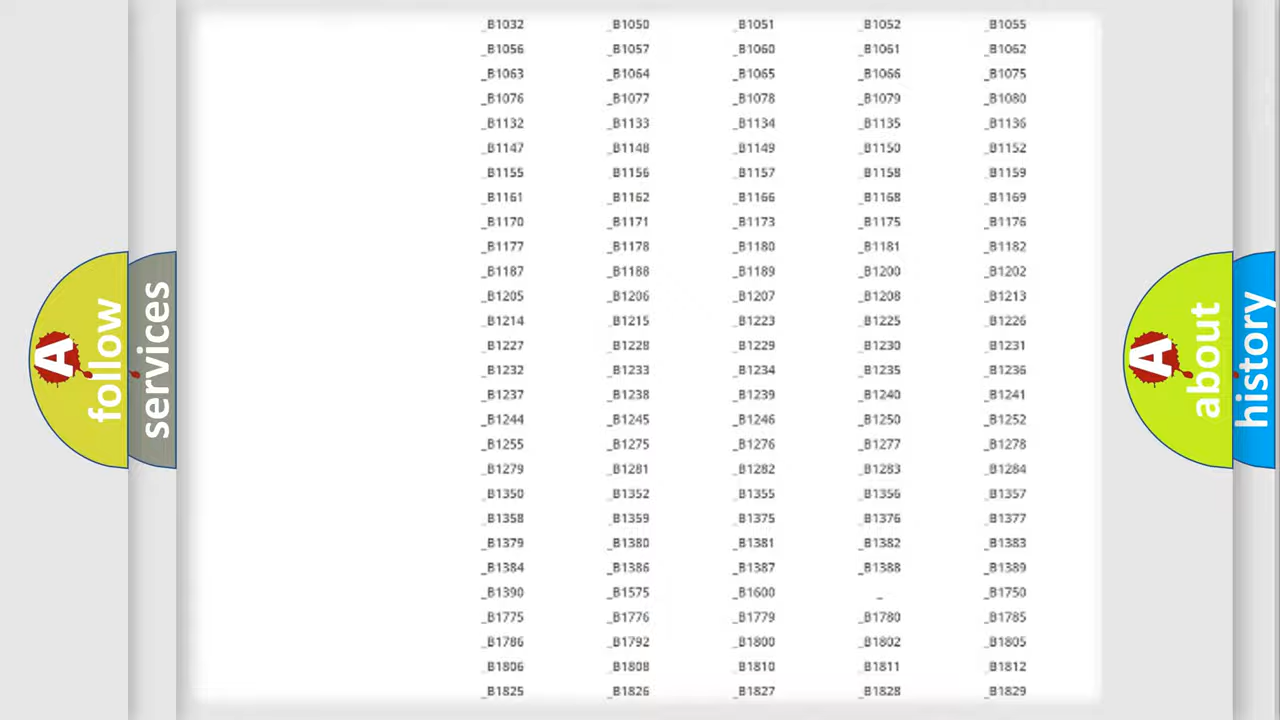 _B1032 _B1050 _B1051 _B1052 _B1055
_B1056 _B1057 _B1060 _B1061 _B1062
_B1063 _B1064 _B1065 _B1066 _B1075
_B1076 _B1077 _B1078 _B1079 _B1080
_B1132 _B1133 _B1134 _B1135 _B1136
_B1147 _B1148 _B1149 _B1150 _B1152
_B1155 _B1156 _B1157 _B1158 _B1159
_B1161 _B1162 _B1166 _B1168 _B1169
_B1170 _B1171 _B1173 _B1175 _B1176
_B1177 _B1178 _B1180 _B1181 _B1182
_B1187 _B1188 _B1189 _B1200 _B1202
_B1205 _B1206 _B1207 _B1208 _B1213
_B1214 _B1215 _B1223 _B1225 _B1226
_B1227 _B1228 _B1229 _B1230 _B1231
_B1232 _B1233 _B1234 _B1235 _B1236
_B1237 _B1238 _B1239 _B1240 _B1241
_B1244 _B1245 _B1246 _B1250 _B1252
_B1255 _B1275 _B1276 _B1277 _B1278
_B1279 _B1281 _B1282 _B1283 _B1284
_B1350 _B1352 _B1355 _B1356 _B1357
_B1358 _B1359 _B1375 _B1376 _B1377
_B1379 _B1380 _B1381 _B1382 _B1383
_B1384 _B1386 _B1387 _B1388 _B1389
_B1390 _B1575 _B1600 _ _B1750
_B1775 _B1776 _B1779 _B1780 _B1785
_B1786 _B1792 _B1800 _B1802 _B1805
_B1806 _B1808 _B1810 _B1811 _B1812
_B1825 _B1826 _B1827 _B1828 _B1829
A follow
services
A about
history